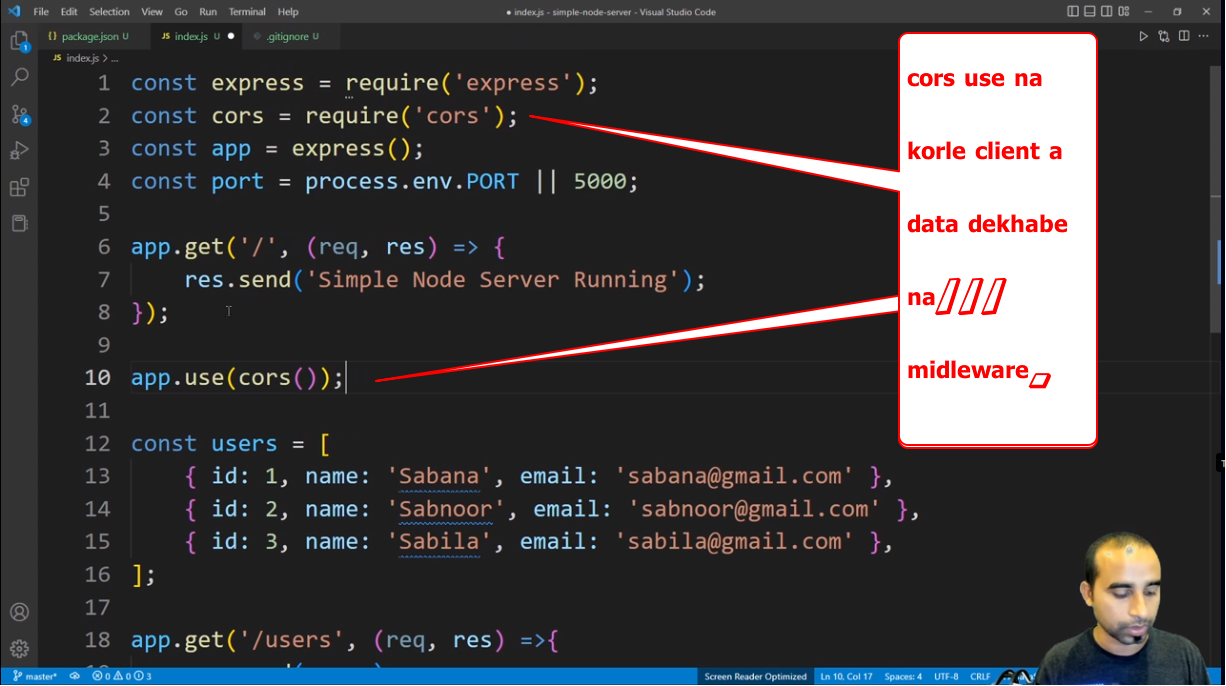 File Edit Selection View Go Run Terminal Help
● index.js - simple-node-server - Visual Studio Code
{} package.json U
JS index.js U ●
.gitignore U
JS index.js > ...
1 const express = require('express');
2 const cors = require('cors');
3 const app = express();
4 const port = process.env.PORT || 5000;
5
6 app.get('/', (req, res) => {
7 res.send('Simple Node Server Running');
8 });
9
10 app.use(cors());
11
12 const users = [
13 { id: 1, name: 'Sabana', email: 'sabana@gmail.com' },
14 { id: 2, name: 'Sabnoor', email: 'sabnoor@gmail.com' },
15 { id: 3, name: 'Sabila', email: 'sabila@gmail.com' },
16 ];
17
18 app.get('/users', (req, res) =>{
cors use na
korle client a
data dekhabe
na
midleware
1
4
master* 0 0 3
Screen Reader Optimized Ln 10, Col 17 Spaces: 4 UTF-8 CRLF